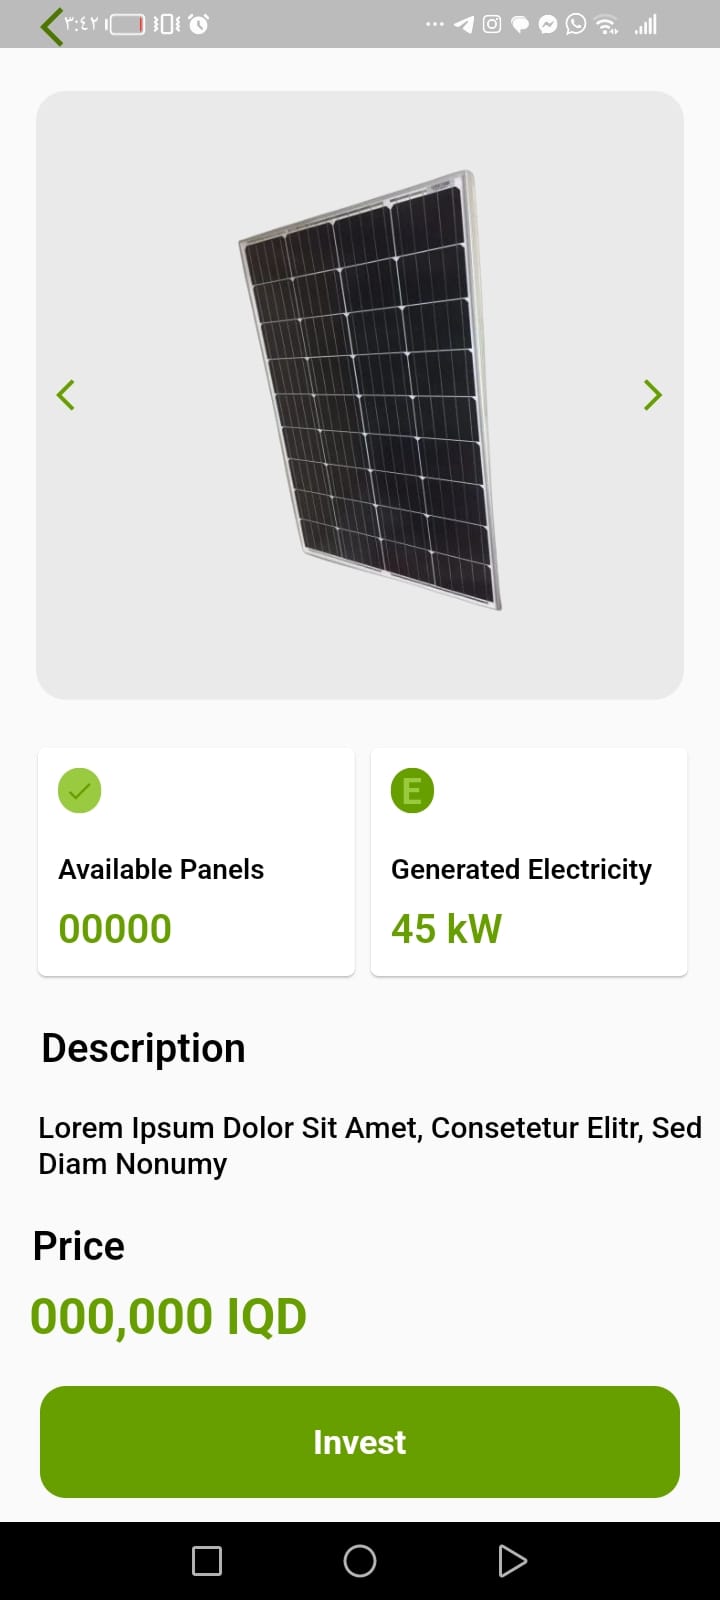 ٣:٤٢
E
Available Panels
00000
Generated Electricity
45 kW
Description
Lorem Ipsum Dolor Sit Amet, Consetetur Elitr, Sed
Diam Nonumy
Price
000,000 IQD
Invest